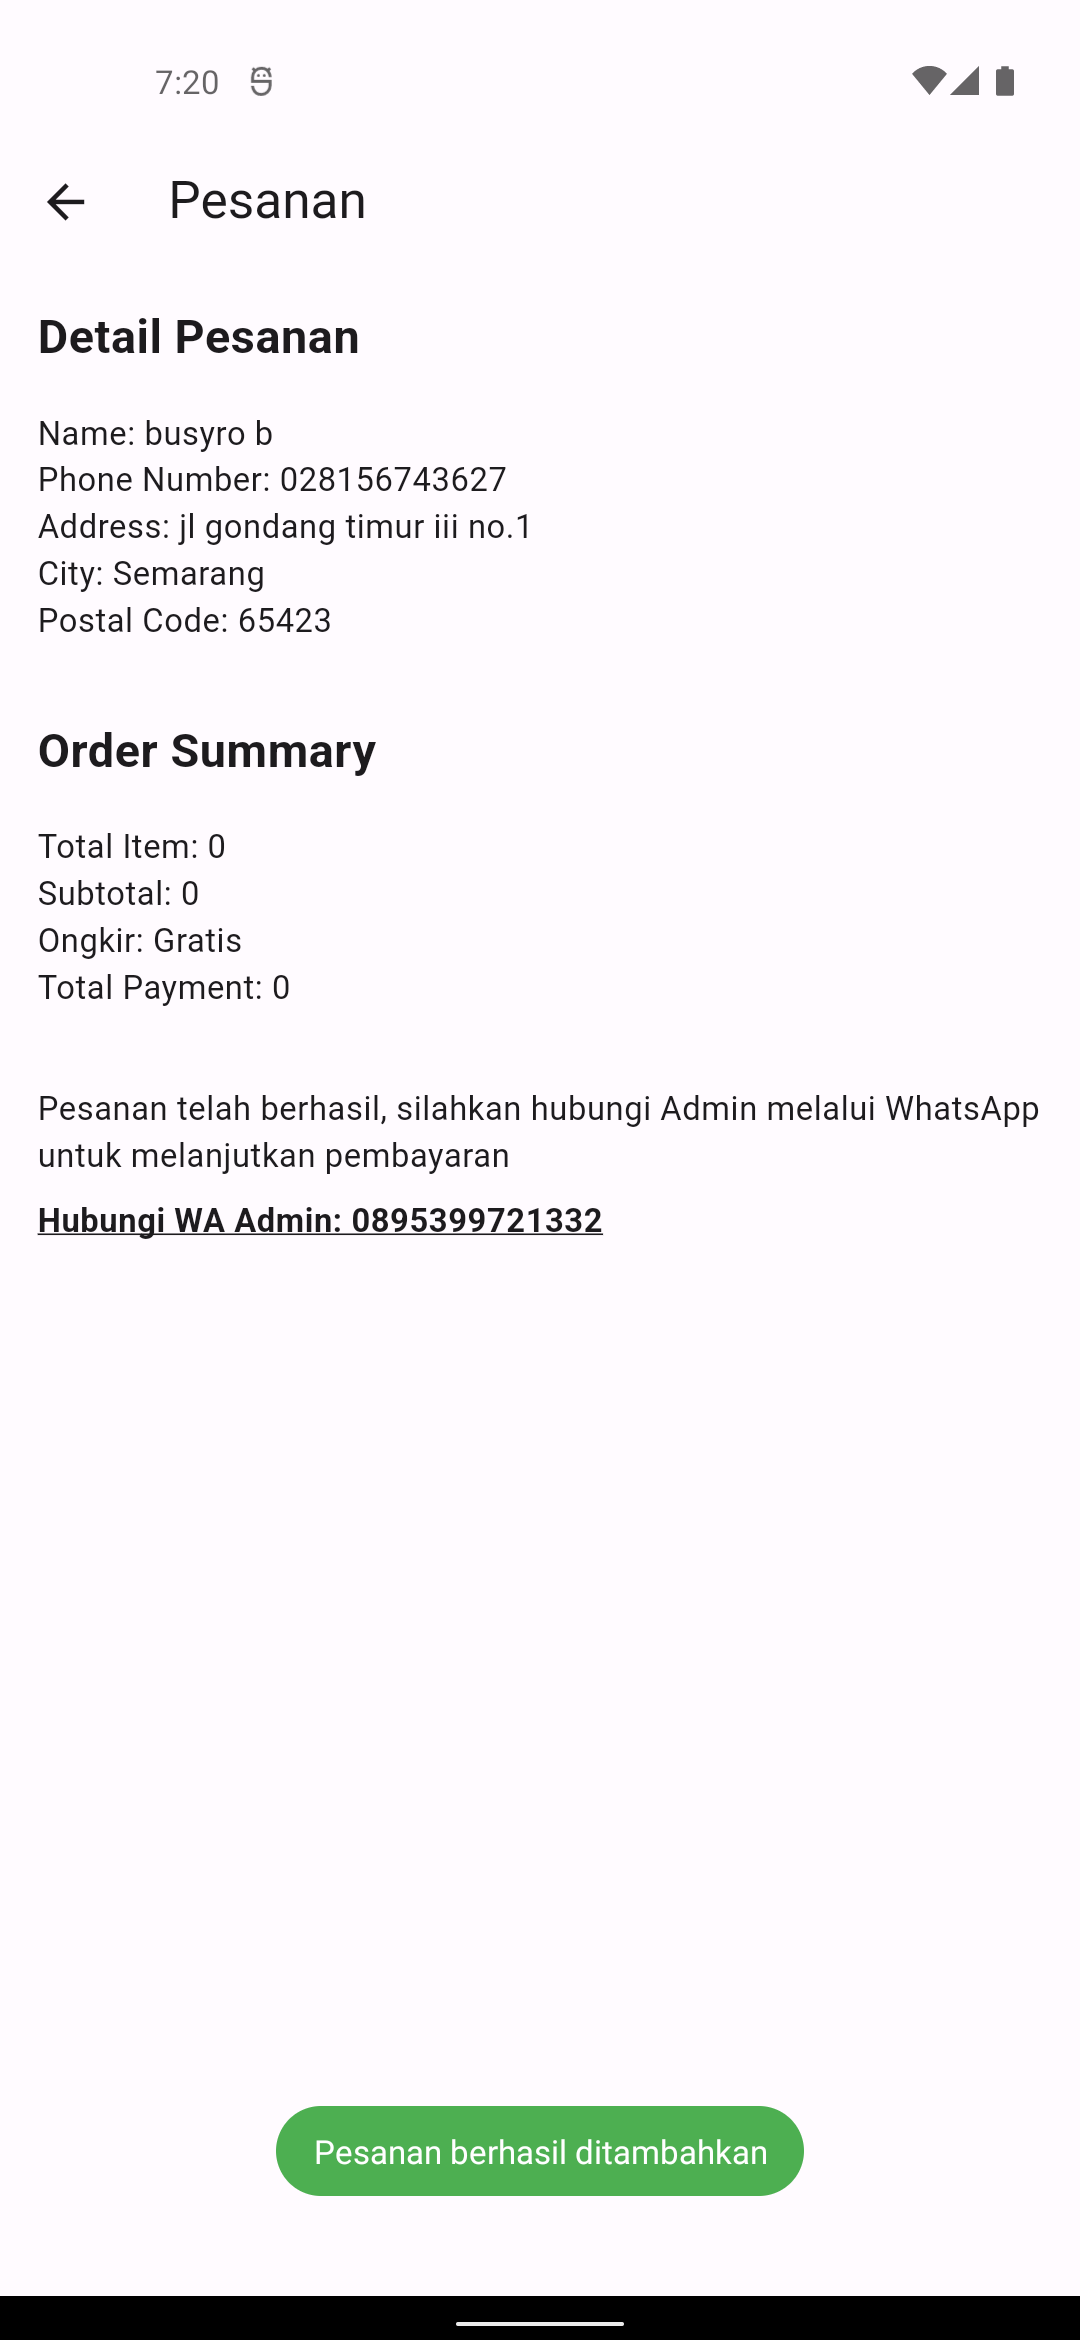 7:20
Pesanan
Detail Pesanan
Name: busyro b
Phone Number: 028156743627
Address: jl gondang timur iii no.1
City: Semarang
Postal Code: 65423
Order Summary
Total Item: 0
Subtotal: 0
Ongkir: Gratis
Total Payment: 0
Pesanan telah berhasil, silahkan hubungi Admin melalui WhatsApp
untuk melanjutkan pembayaran
Hubungi WA Admin: 0895399721332
Pesanan berhasil ditambahkan